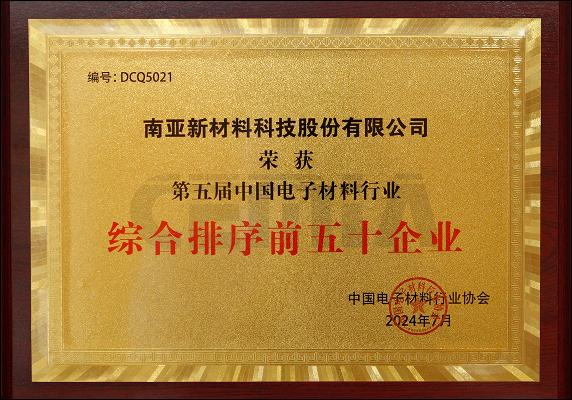 编号：DCQ5021
南亚新材料科技股份有限公司
荣 获
第五届中国电子材料行业
综合排序前五十企业
中国电子材料行业协会
2024年7月